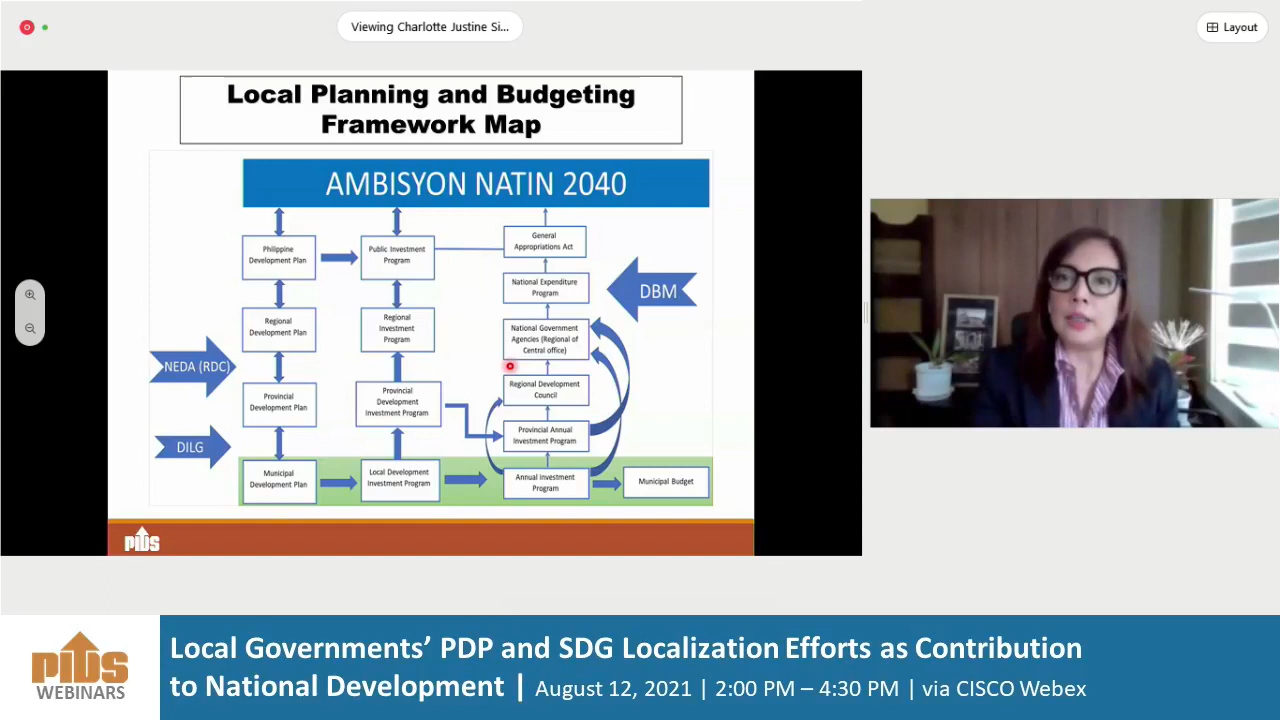 Viewing Charlotte Justine Si...
Layout
Local Planning and Budgeting
Framework Map
AMBISYON NATIN 2040
Philippine
Development Plan
Public Investment
Program
General
Appropriations Act
National Expenditure
Program
DBM
Regional
Development Plan
Regional
Investment
Program
National Government
Agencies (Regional of
Central office)
NEDA (RDC)
Provincial
Development Plan
Provincial
Development
Investment Program
Regional Development
Council
Provincial Annual
Investment Program
DILG
Municipal
Development Plan
Local Development
Investment Program
Annual Investment
Program
Municipal Budget
PIDS
PIDS
WEBINARS
Local Governments’ PDP and SDG Localization Efforts as Contribution
to National Development | August 12, 2021 | 2:00 PM – 4:30 PM | via CISCO Webex